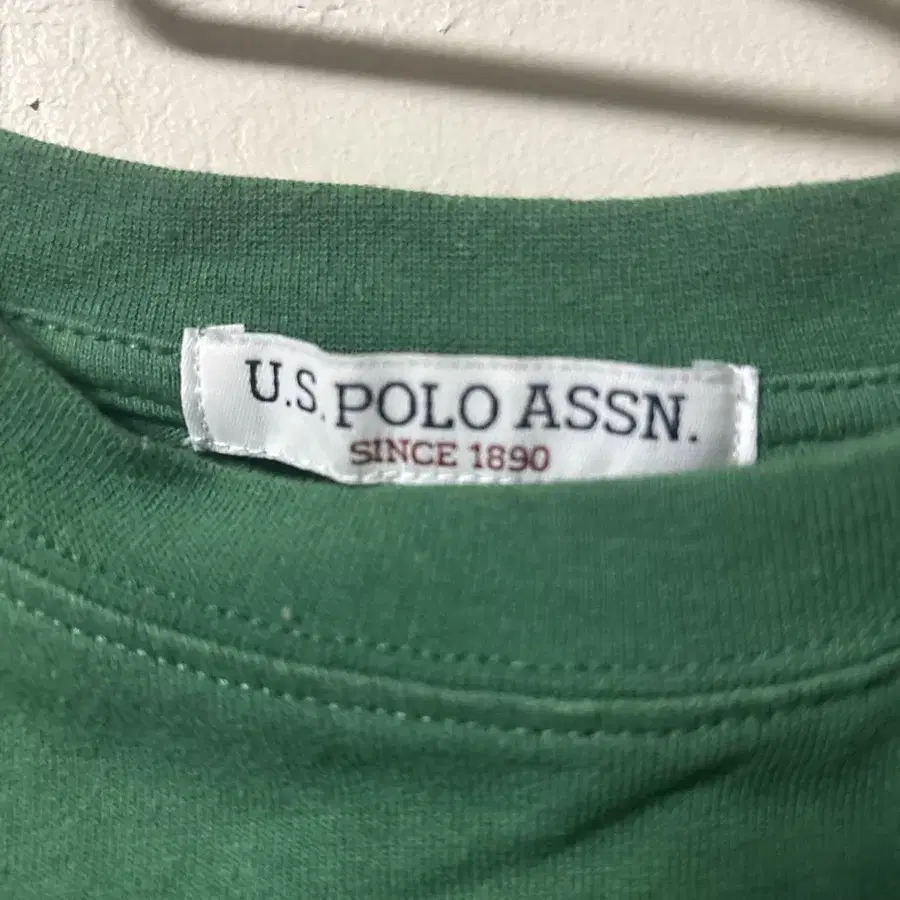 U.S. POLO ASSN.
SINCE 1890